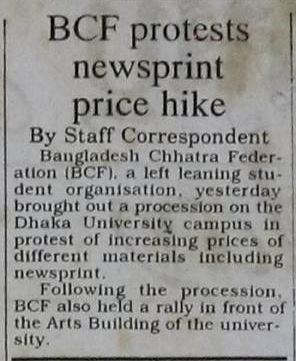 BCF protests
newsprint
price hike
By Staff Correspondent
Bangladesh Chhatra Feder-
ation (BCF), a left leaning stu-
dent organisation, yesterday
brought out a procession on the
Dhaka University campus in
protest of increasing prices of
different materials including
newsprint.
Following the procession,
BCF also held a rally in front of
the Arts Building of the univer-
sity.